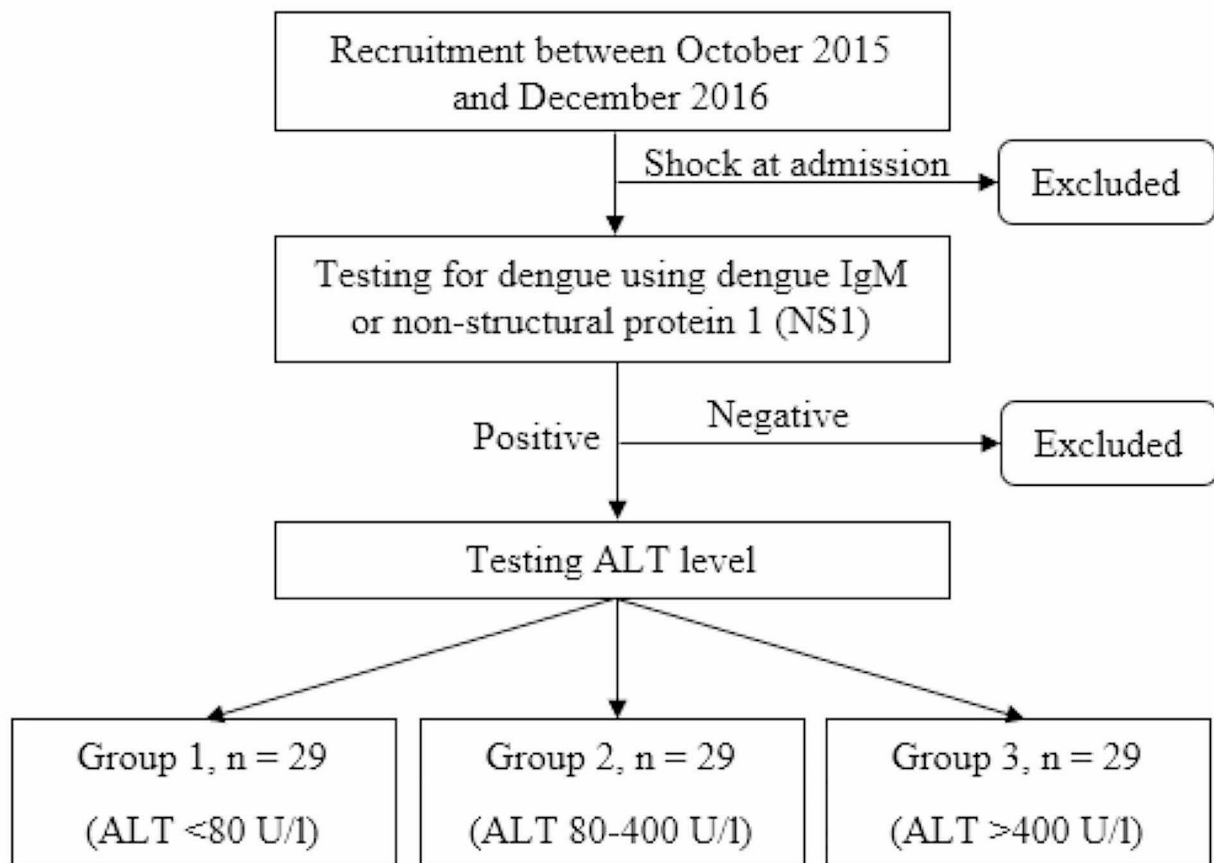 Recruitment between October 2015
and December 2016
Shock at admission
Excluded
Testing for dengue using dengue IgM
or non-structural protein 1 (NS1)
Positive
Negative
Excluded
Testing ALT level
Group 1, n = 29
(ALT <80 U/l)
Group 2, n = 29
(ALT 80-400 U/l)
Group 3, n = 29
(ALT >400 U/l)